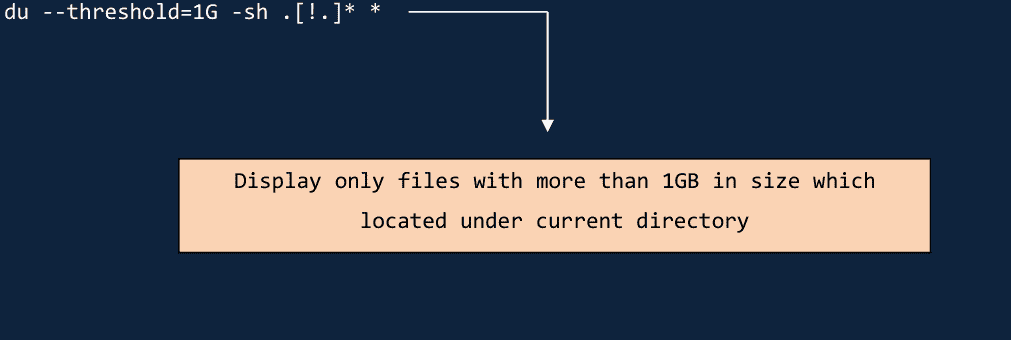 du --threshold=1G -sh .[!.]* *
Display only files with more than 1GB in size which
located under current directory